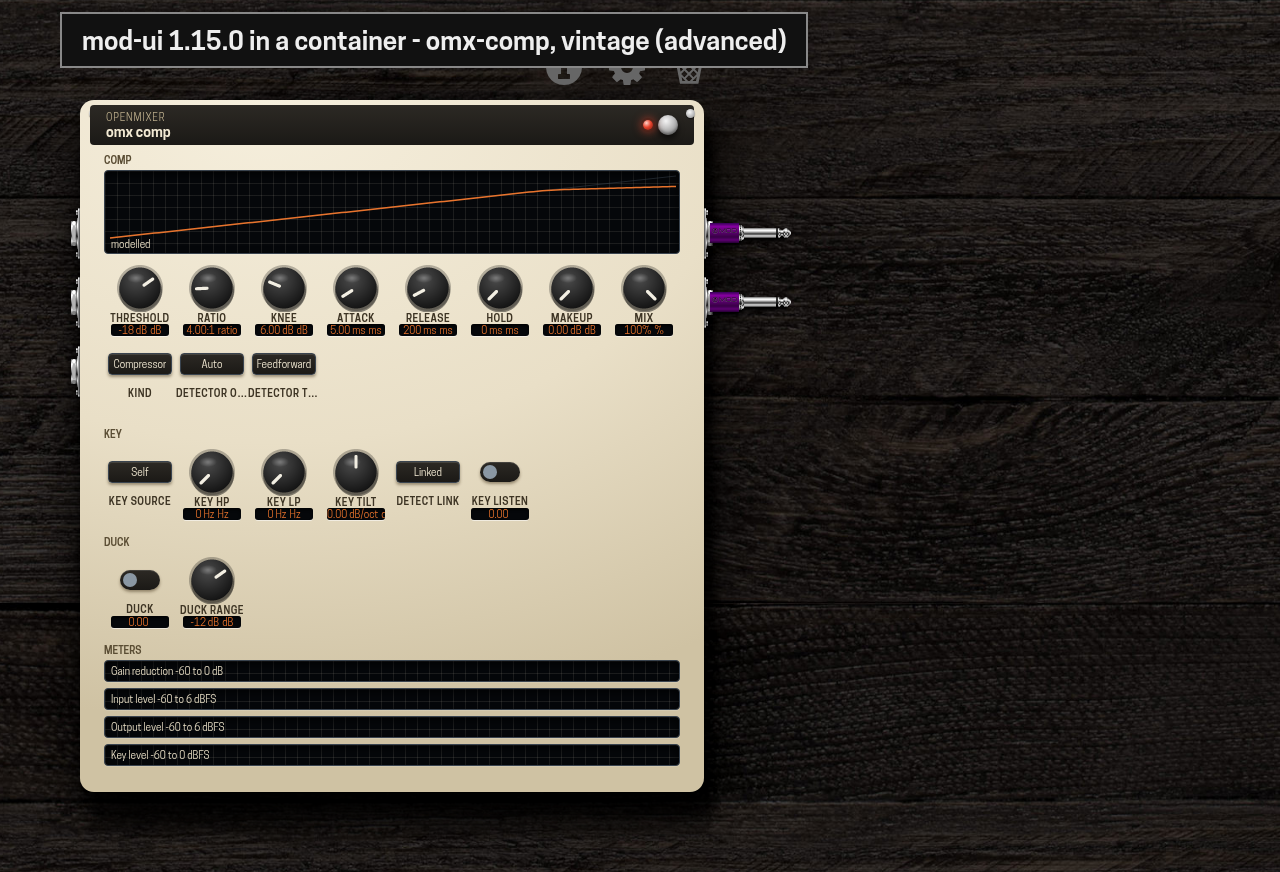 mod-ui 1.15.0 in a container - omx-comp, vintage (advanced)
OPENMIXER
omx comp
COMP
modelled
THRESHOLD RATIO KNEE ATTACK RELEASE HOLD MAKEUP MIX
-18 dB dB 4.00:1 ratio 6.00 dB dB 5.00 ms ms 200 ms ms 0 ms ms 0.00 dB dB 100% %
Compressor Auto Feedforward
KIND DETECTOR O... DETECTOR T...
KEY
Self Linked
KEY SOURCE KEY HP KEY LP KEY TILT DETECT LINK KEY LISTEN
0 Hz Hz 0 Hz Hz 0.00 dB/oct 0.00
DUCK
DUCK DUCK RANGE
0.00 -12 dB dB
METERS
Gain reduction -60 to 0 dB
Input level -60 to 6 dBFS
Output level -60 to 6 dBFS
Key level -60 to 0 dBFS